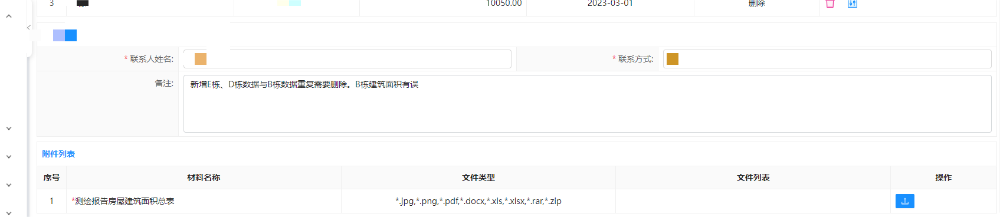 3 10050.00 2023-03-01 删除
* 联系人姓名: * 联系方式:
备注: 新增E栋、D栋数据与B栋数据重复需要删除。B栋建筑面积有误
附件列表
序号 材料名称 文件类型 文件列表 操作
1 *测绘报告房屋建筑面积总表 *.jpg,*.png,*.pdf,*.docx,*.xls,*.xlsx,*.rar,*.zip